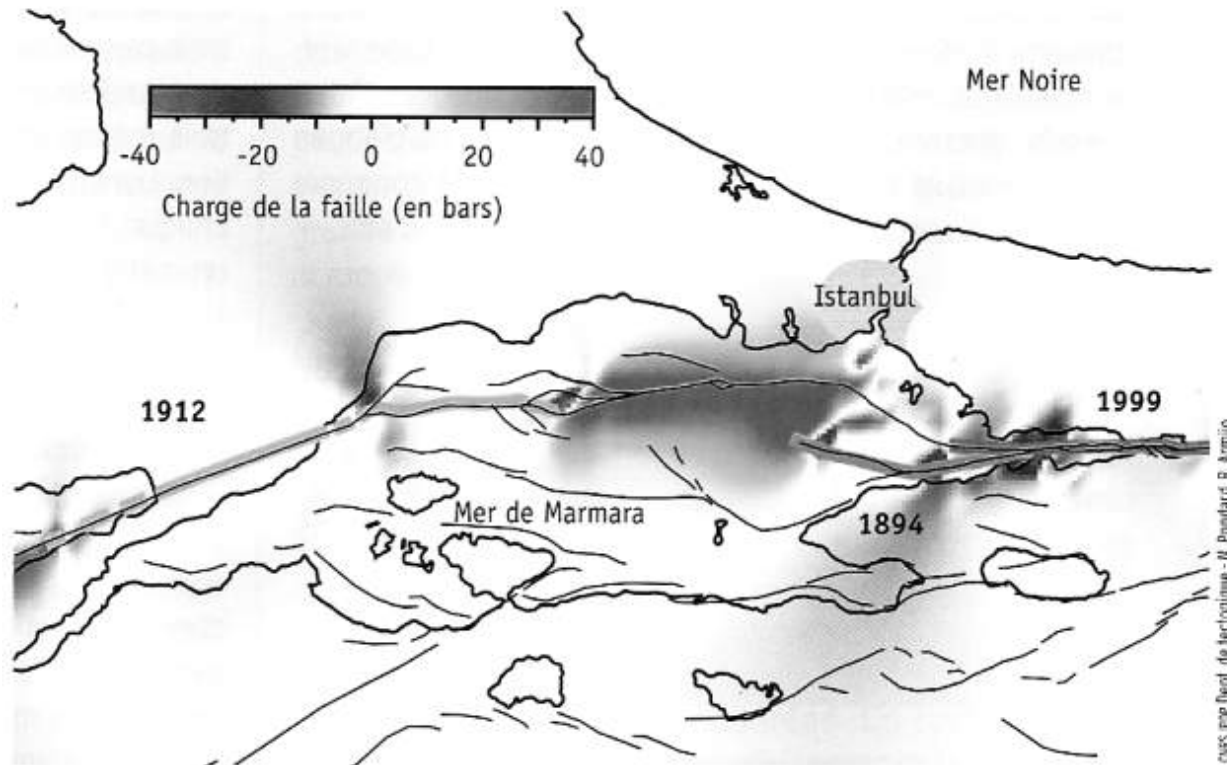 Mer Noire
-40 -20 0 20 40
Charge de la faille (en bars)
Istanbul
1912
1999
Mer de Marmara
1894